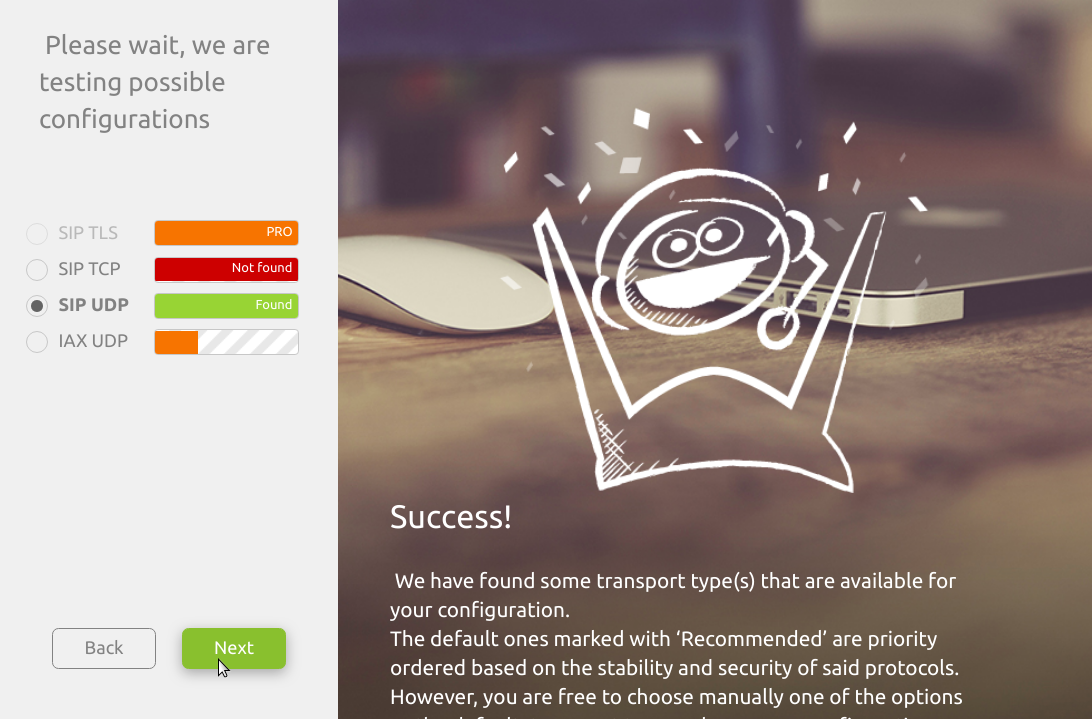 Please wait, we are
testing possible
configurations
SIP TLS PRO
SIP TCP Not found
SIP UDP Found
IAX UDP
Back Next
Success!
We have found some transport type(s) that are available for
your configuration.
The default ones marked with ‘Recommended’ are priority
ordered based on the stability and security of said protocols.
However, you are free to choose manually one of the options